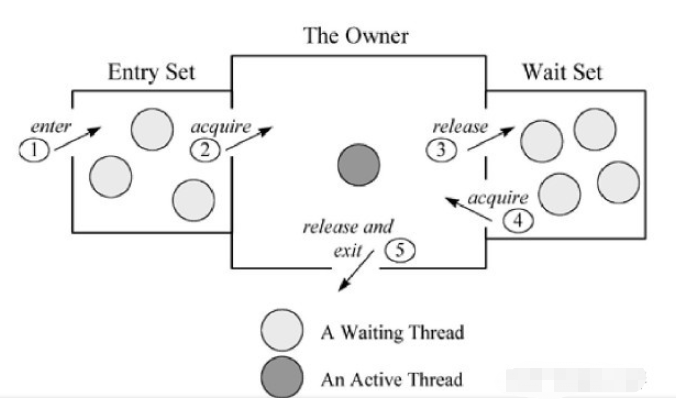 The Owner
Entry Set
Wait Set
enter
1
acquire
2
release
3
acquire
4
release and
exit
5
A Waiting Thread
An Active Thread